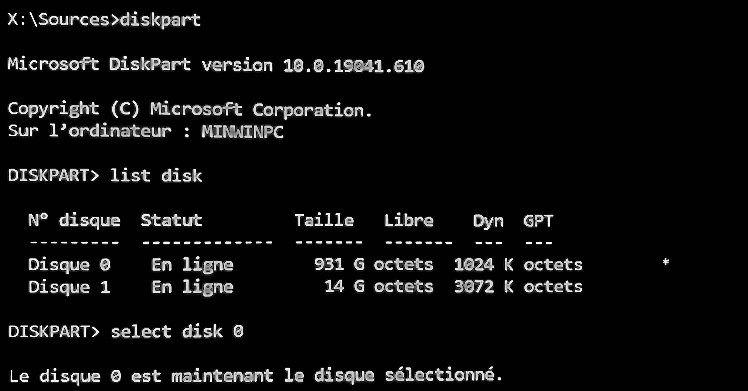 X:\Sources>diskpart
Microsoft DiskPart version 10.0.19041.610
Copyright (C) Microsoft Corporation.
Sur l'ordinateur : MINWINPC
DISKPART> list disk
N° disque  Statut         Taille   Libre    Dyn  GPT
---------  -------------  -------  -------  ---  ---
Disque 0    En ligne        931 G octets  1024 K octets        *
Disque 1    En ligne         14 G octets  3072 K octets
DISKPART> select disk 0
Le disque 0 est maintenant le disque sélectionné.